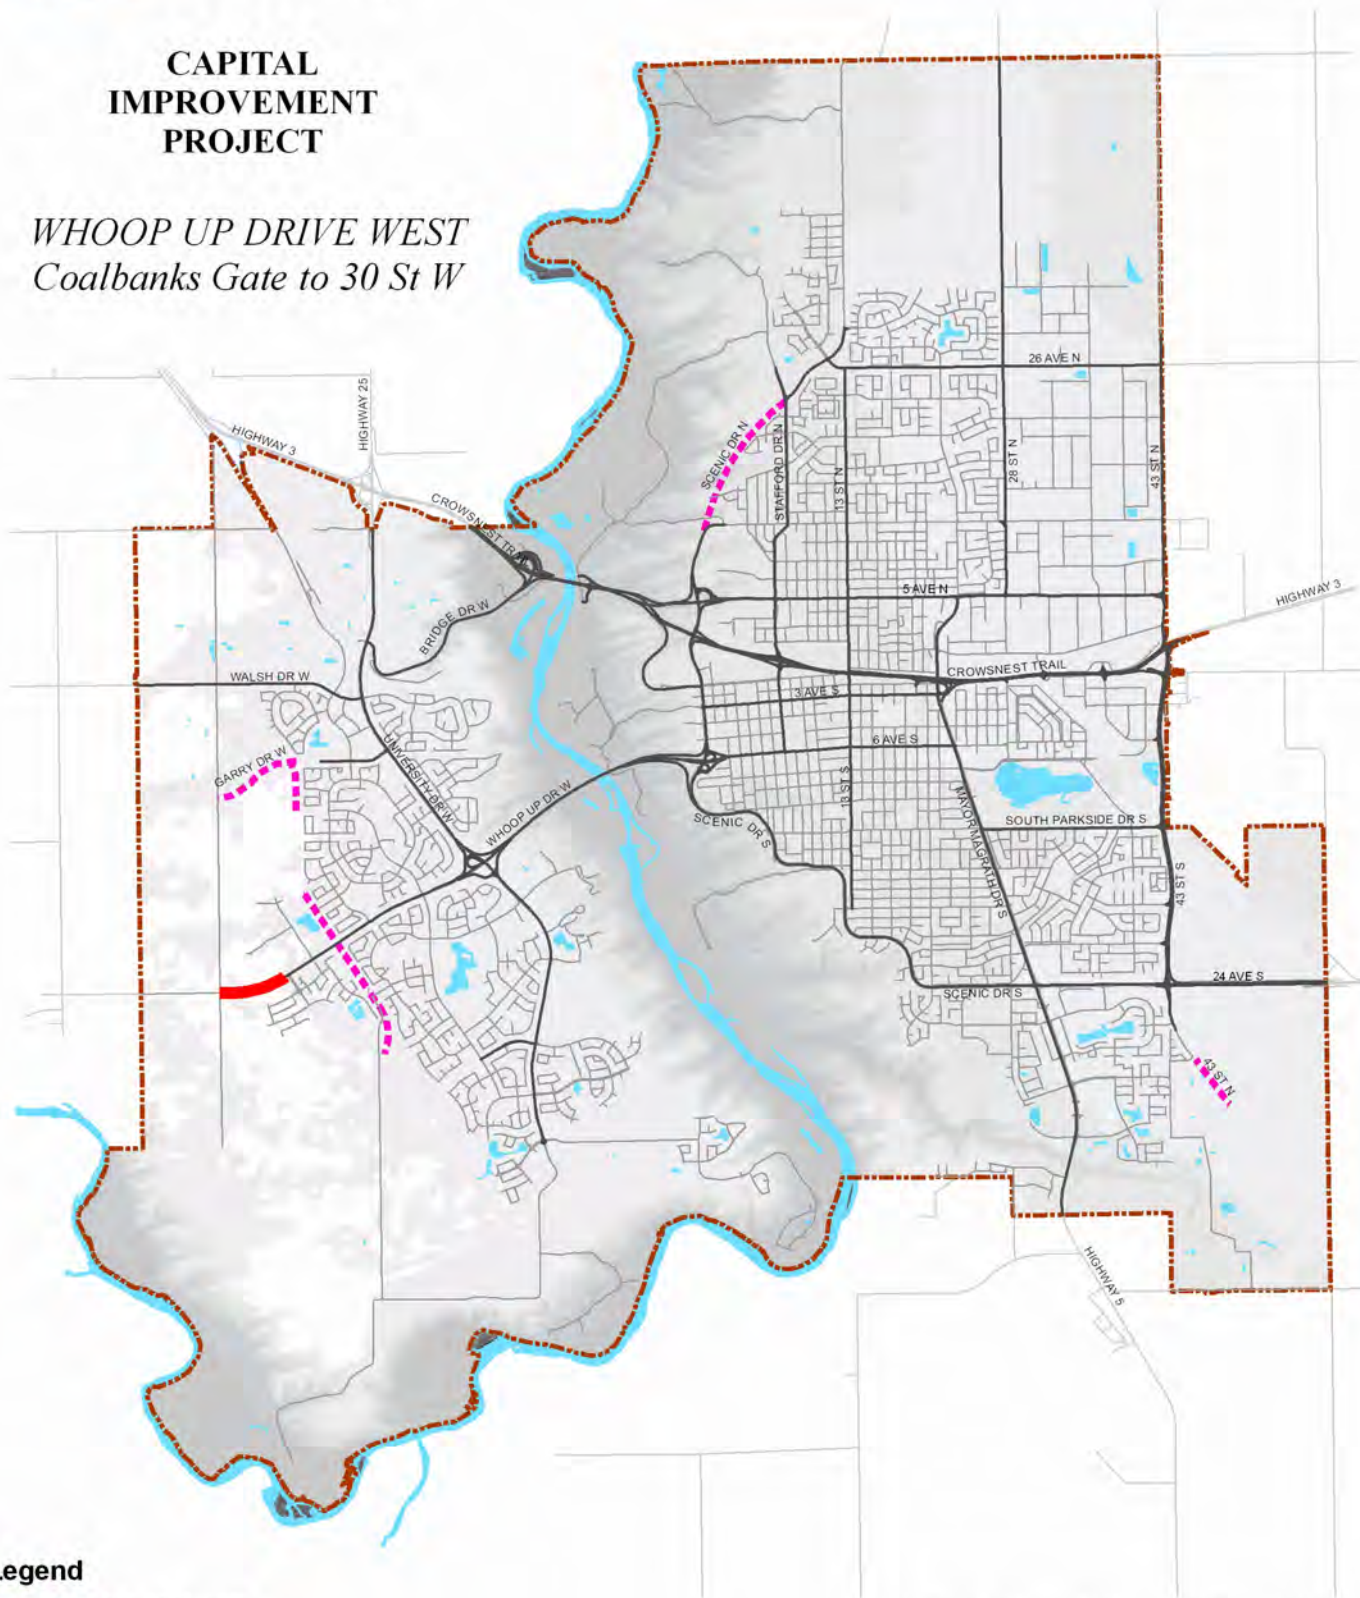 CAPITAL
IMPROVEMENT
PROJECT
WHOOP UP DRIVE WEST
Coalbanks Gate to 30 St W
26 AVE N
HIGHWAY 25
HIGHWAY 3
SCENIC DR N
STAFFORD DR N
13 ST N
28 ST N
43 ST N
CROWSNEST TRAIL
5 AVE N
HIGHWAY 3
BRIDGE DR W
WALSH DR W
CROWSNEST TRAIL
3 AVE S
6 AVE S
GARRY DR W
UNIVERSITY DR W
WHOOP UP DR W
13 ST S
SCENIC DR S
MAYOR MAGRATH DR S
SOUTH PARKSIDE DR S
43 ST S
24 AVE S
SCENIC DR S
43 ST N
HIGHWAY 5
Legend